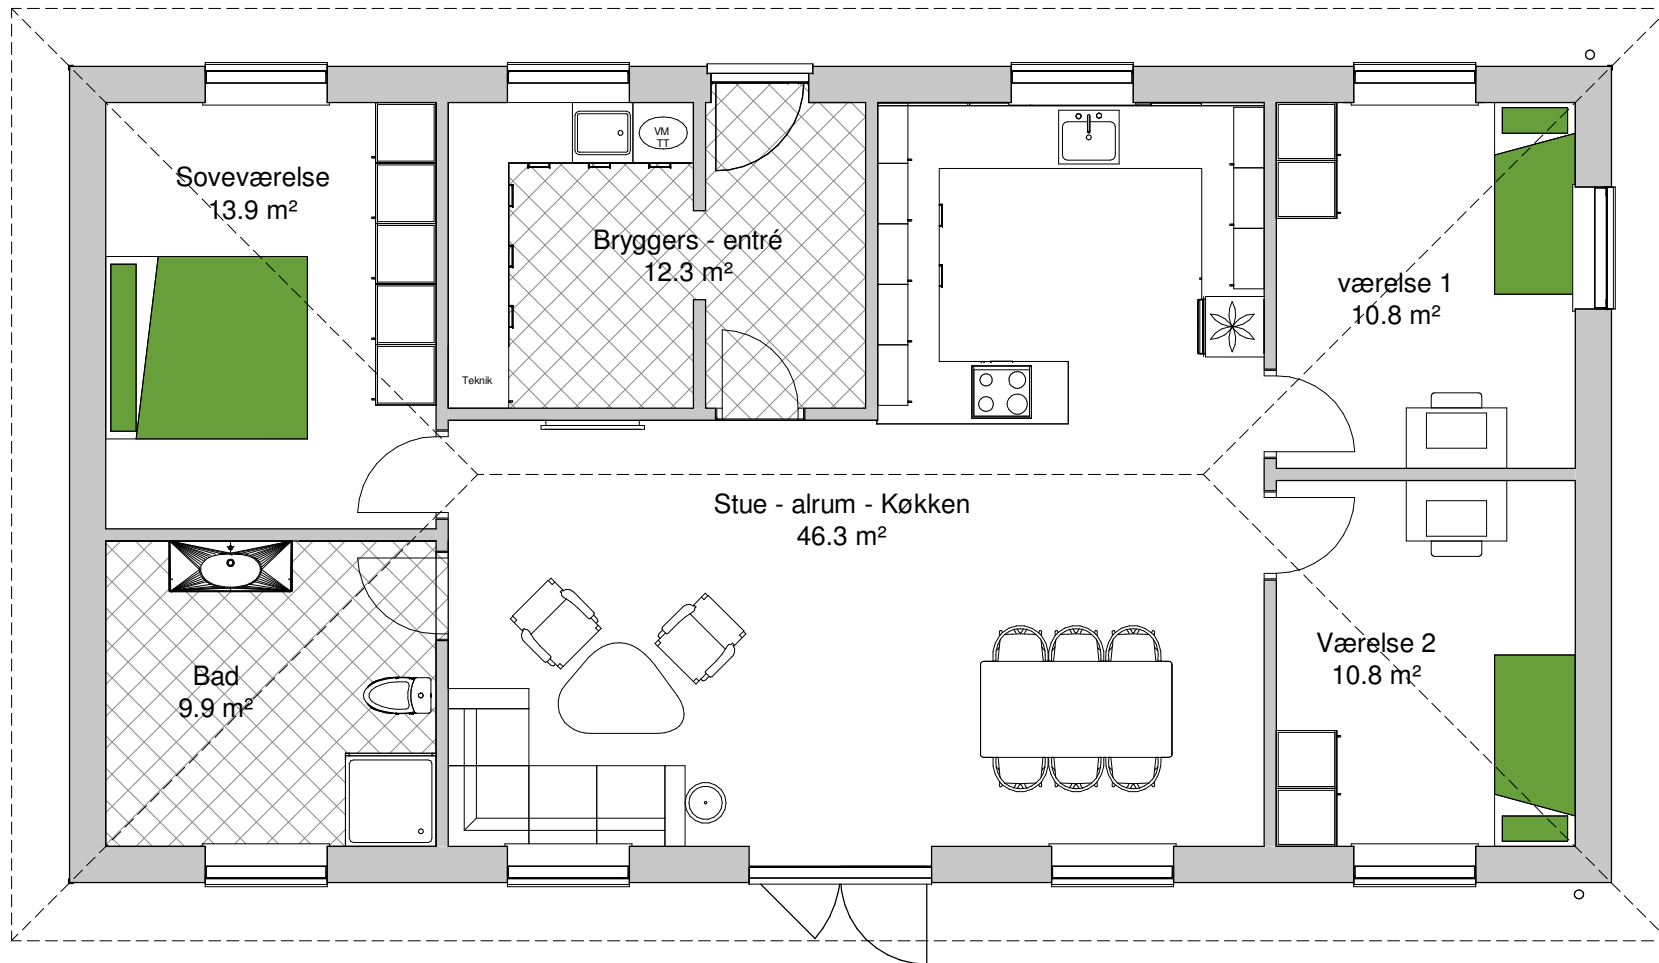 Soveværelse
13.9 m²
VM
TT
Bryggers - entré
12.3 m²
Teknik
værelse 1
10.8 m²
Stue - alrum - Køkken
46.3 m²
Bad
9.9 m²
Værelse 2
10.8 m²